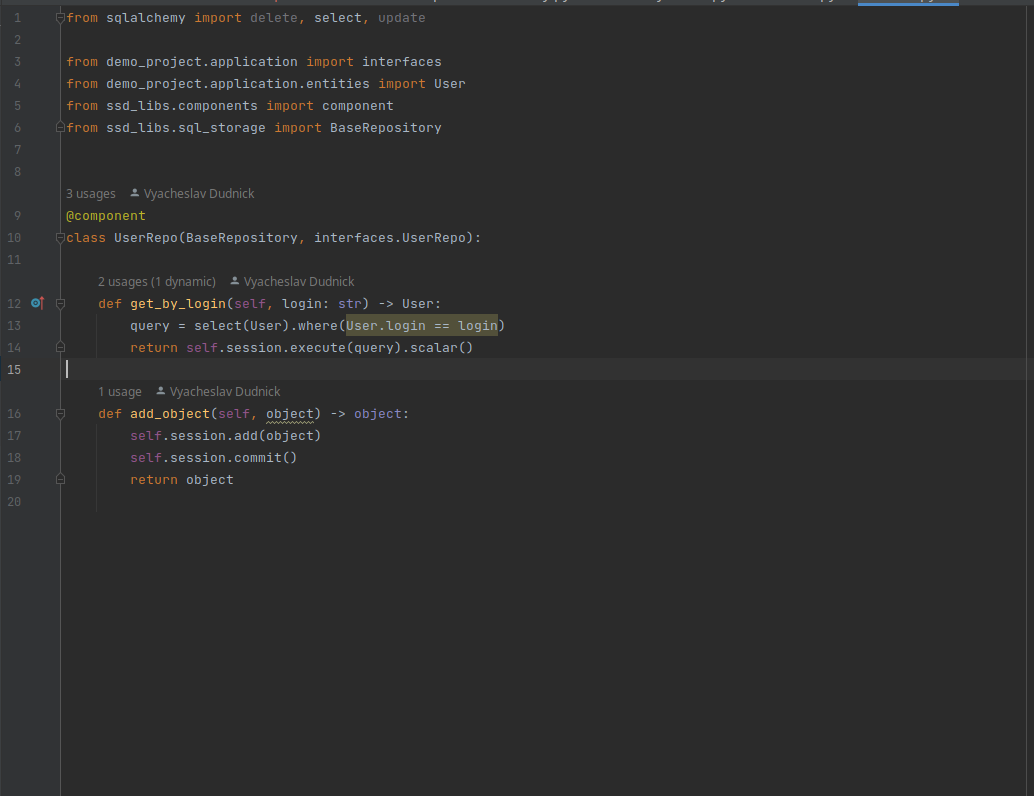 1 from sqlalchemy import delete, select, update
2
3 from demo_project.application import interfaces
4 from demo_project.application.entities import User
5 from ssd_libs.components import component
6 from ssd_libs.sql_storage import BaseRepository
7
8
3 usages Vyacheslav Dudnick
9 @component
10 class UserRepo(BaseRepository, interfaces.UserRepo):
11
2 usages (1 dynamic) Vyacheslav Dudnick
12 def get_by_login(self, login: str) -> User:
13 query = select(User).where(User.login == login)
14 return self.session.execute(query).scalar()
15
1 usage Vyacheslav Dudnick
16 def add_object(self, object) -> object:
17 self.session.add(object)
18 self.session.commit()
19 return object
20